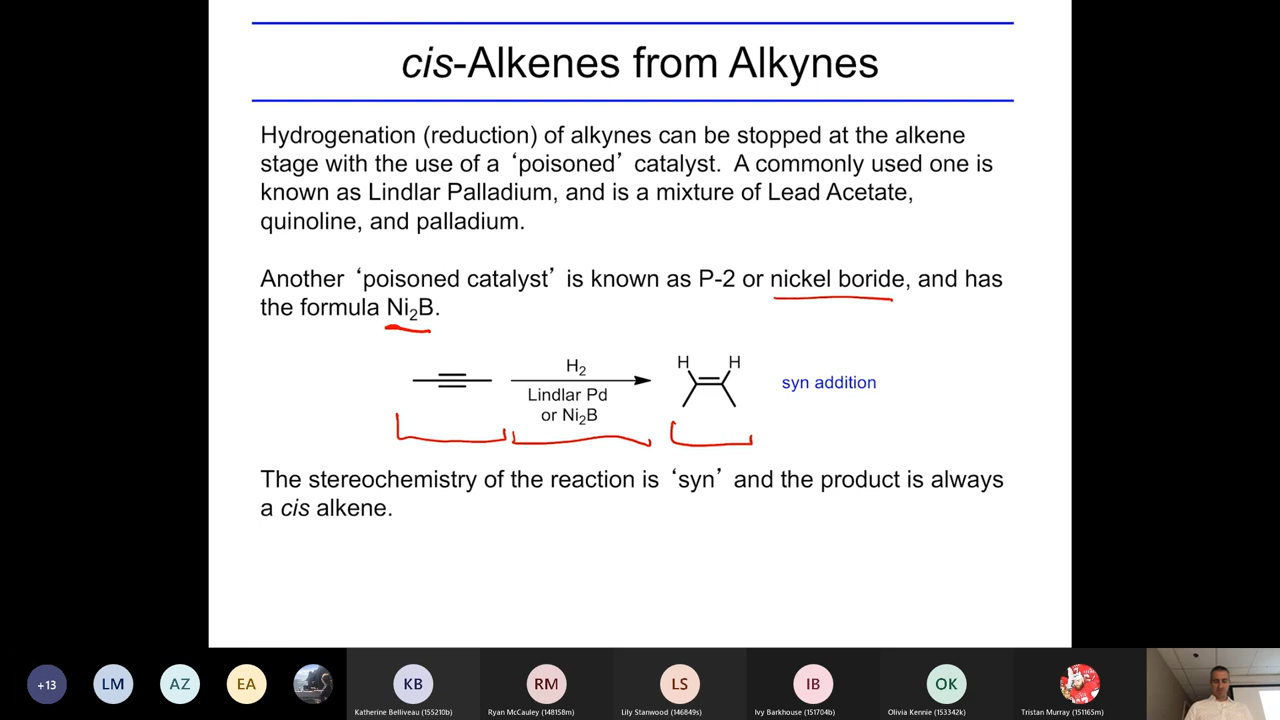 cis-Alkenes from Alkynes
Hydrogenation (reduction) of alkynes can be stopped at the alkene
stage with the use of a ‘poisoned’ catalyst. A commonly used one is
known as Lindlar Palladium, and is a mixture of Lead Acetate,
quinoline, and palladium.
Another ‘poisoned catalyst’ is known as P-2 or nickel boride, and has
the formula Ni₂B.
H₂
Lindlar Pd
or Ni₂B
H H
syn addition
The stereochemistry of the reaction is ‘syn’ and the product is always
a cis alkene.
+13 LM AZ EA KB RM LS IB OK
Katherine Belliveau (155210b) Ryan McCauley (148158m) Lily Stanwood (146849s) Ivy Barkhouse (151704b) Olivia Kennie (153342k) Tristan Murray (151165m)